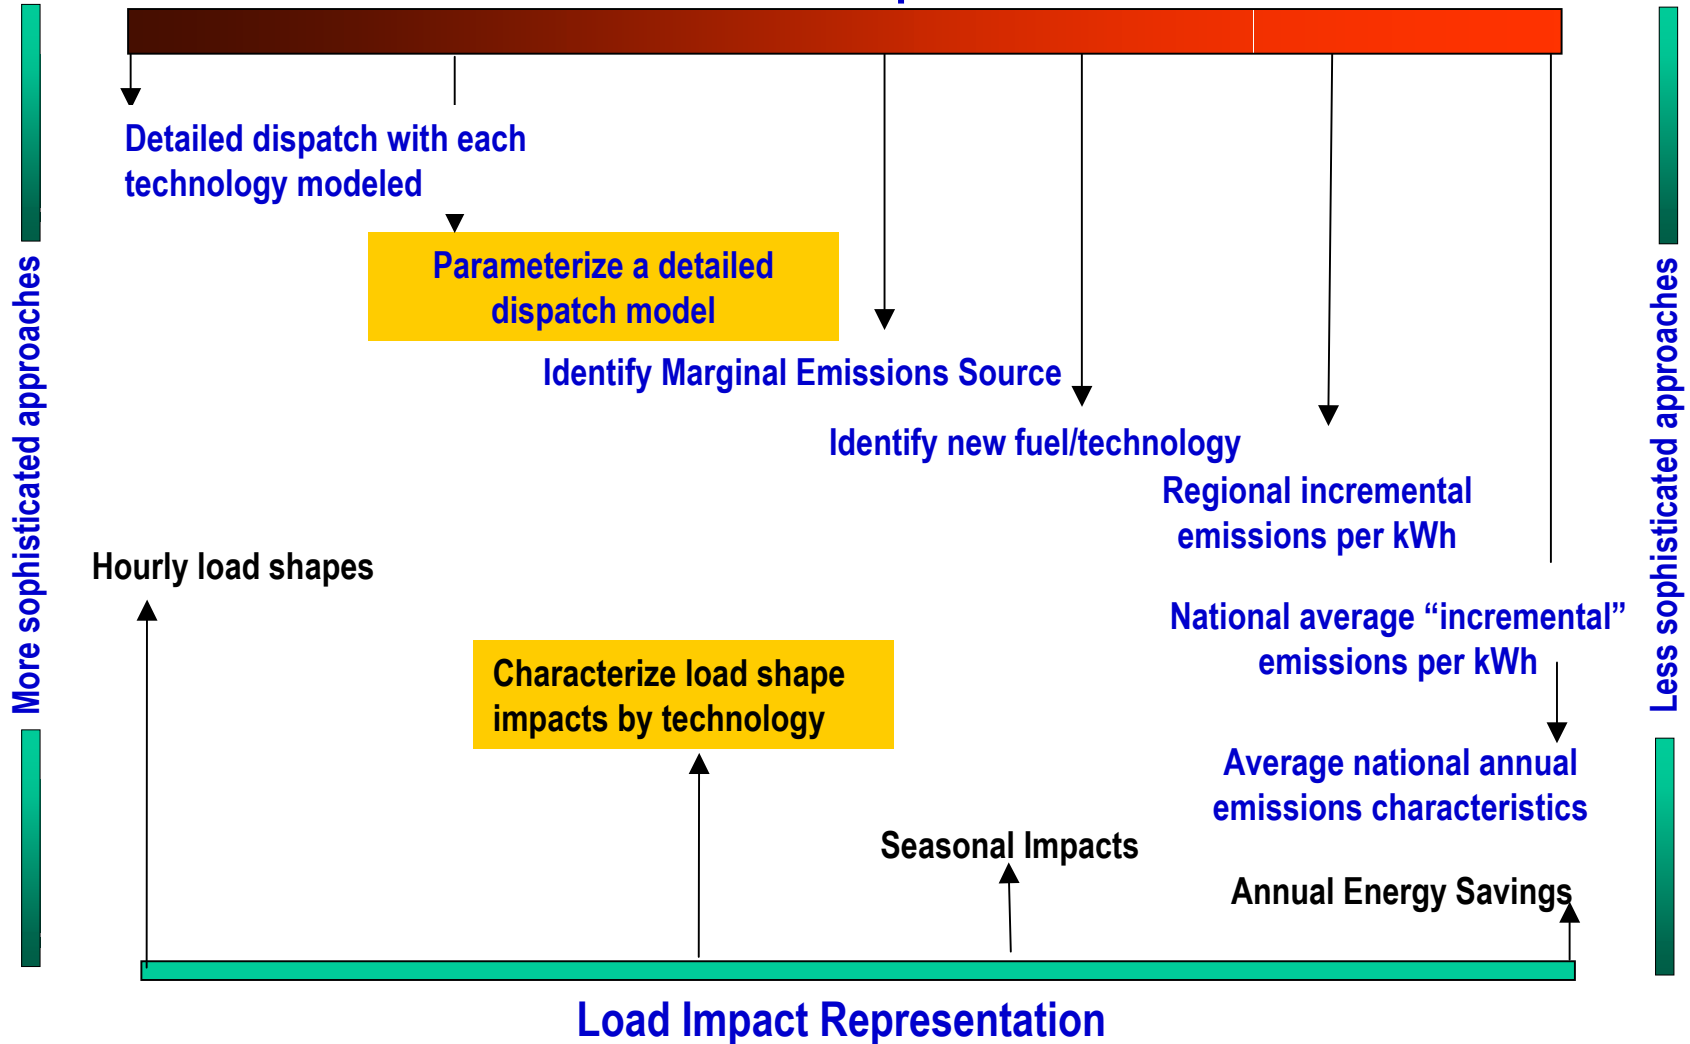 Detailed dispatch with each
technology modeled
Parameterize a detailed
dispatch model
Identify Marginal Emissions Source
Identify new fuel/technology
Regional incremental
emissions per kWh
National average “incremental”
emissions per kWh
Average national annual
emissions characteristics
More sophisticated approaches
Less sophisticated approaches
Hourly load shapes
Characterize load shape
impacts by technology
Seasonal Impacts
Annual Energy Savings
Load Impact Representation